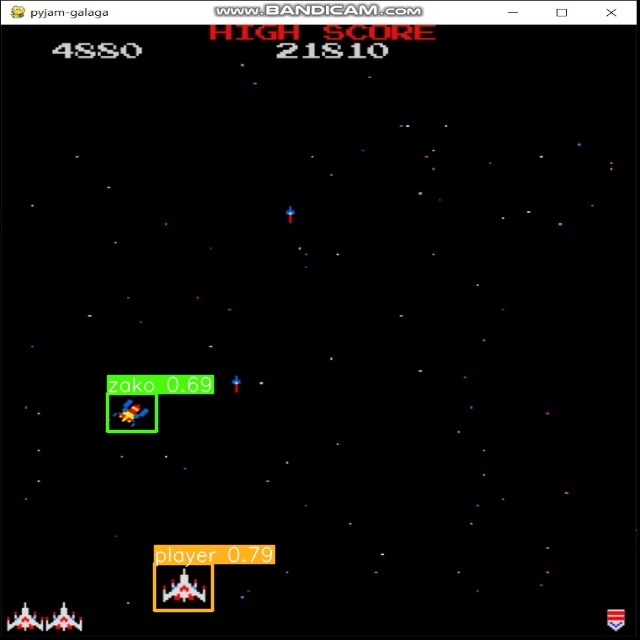 www.BANDICAM.com
pyjam-galaga
HIGH SCORE
4880 21810
zako 0.69
player 0.79